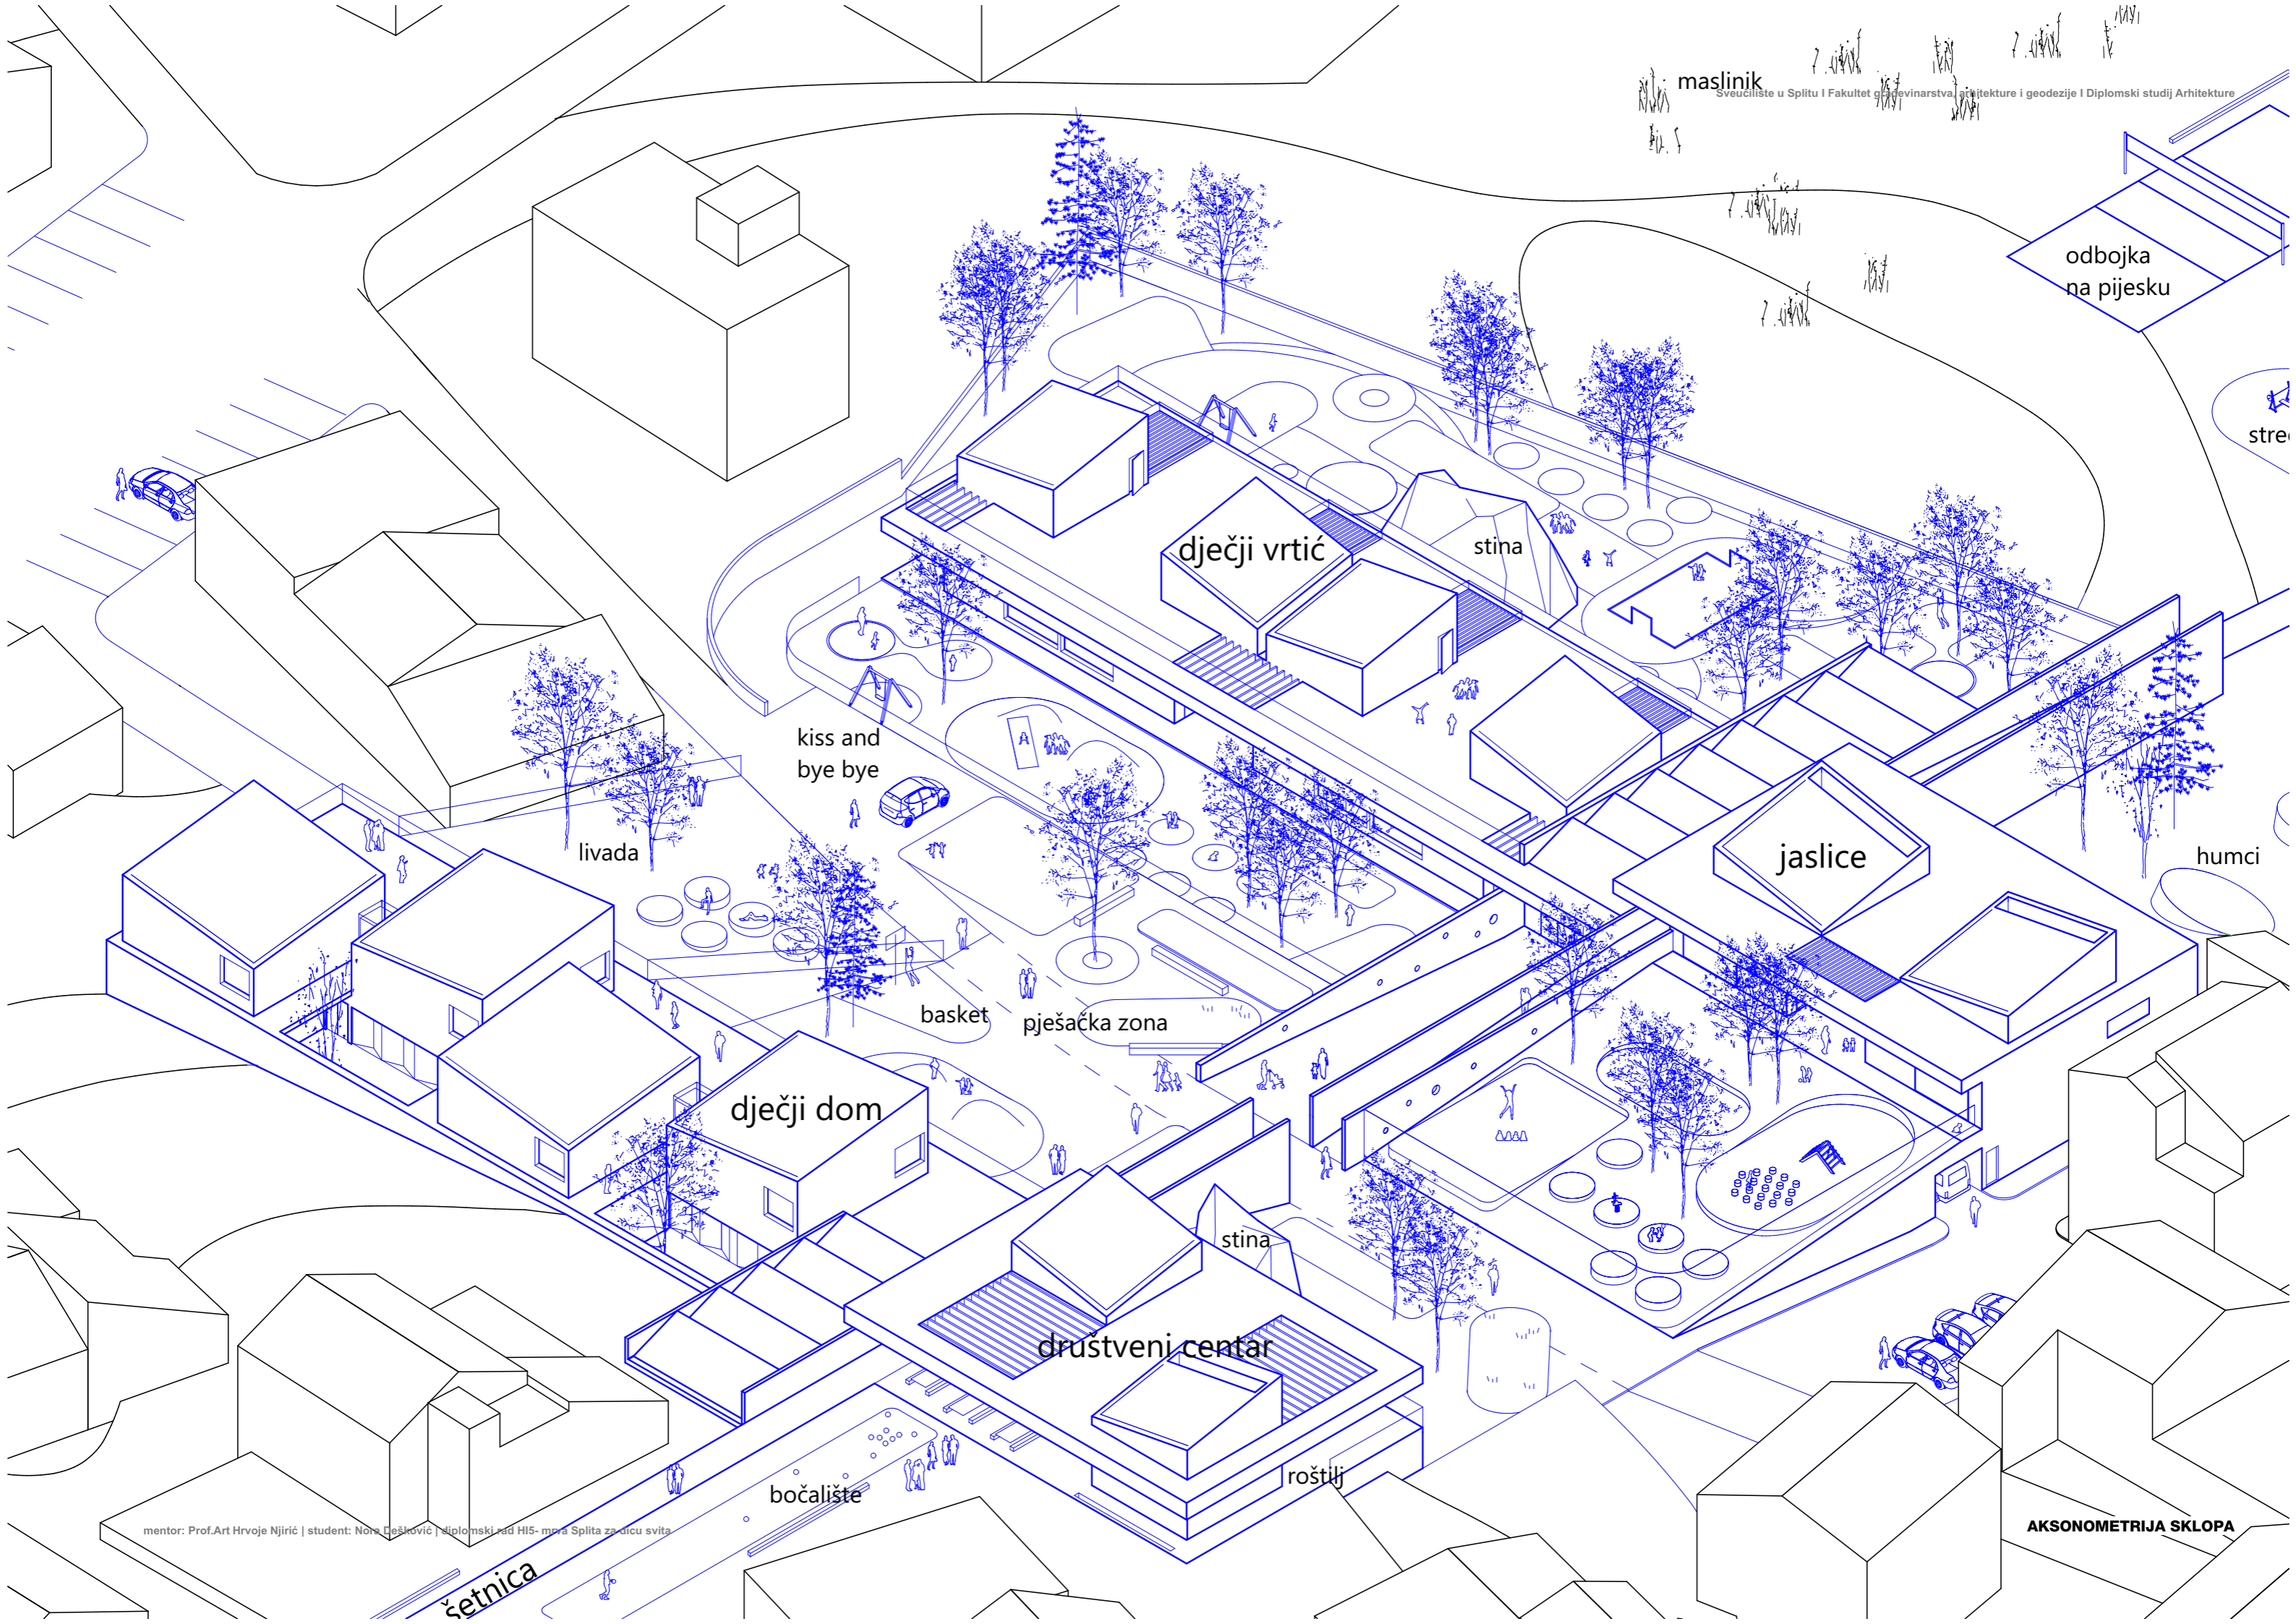 maslinik
Sveučilište u Splitu I Fakultet građevinarstva, arhitekture i geodezije I Diplomski studij Arhitekture
odbojka
na pijesku
dječji vrtić
stina
kiss and
bye bye
livada
jaslice
humci
basket
pješačka zona
dječji dom
stina
društveni centar
roštilj
bočalište
mentor: Prof.Art Hrvoje Njirić | student: Nora Dešković | diplomski rad HI5- mrva Splita za dicu svita
AKSONOMETRIJA SKLOPA
šetnica